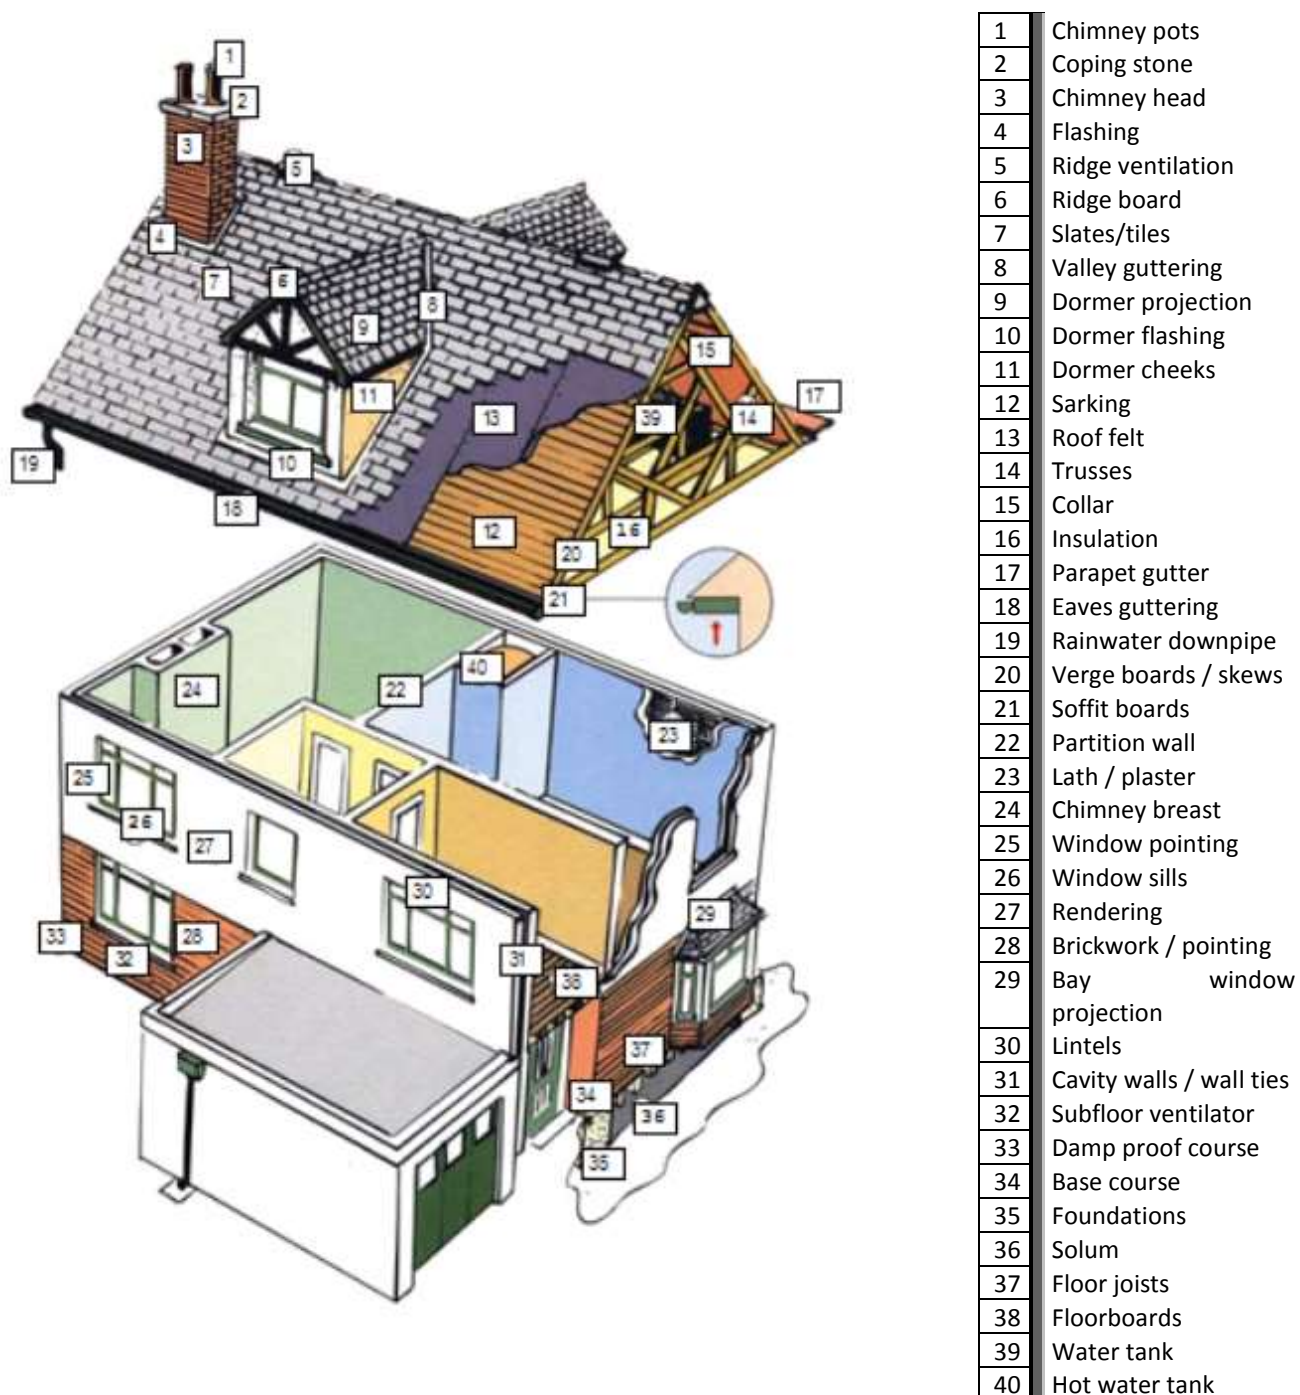 1
2
3
5
4
7
6
8
9
15
11
17
13
39
14
10
19
18
12
16
20
21
40
24
22
23
25
26
27
30
29
33
28
32
31
38
37
34
36
35
1 Chimney pots
2 Coping stone
3 Chimney head
4 Flashing
5 Ridge ventilation
6 Ridge board
7 Slates/tiles
8 Valley guttering
9 Dormer projection
10 Dormer flashing
11 Dormer cheeks
12 Sarking
13 Roof felt
14 Trusses
15 Collar
16 Insulation
17 Parapet gutter
18 Eaves guttering
19 Rainwater downpipe
20 Verge boards / skews
21 Soffit boards
22 Partition wall
23 Lath / plaster
24 Chimney breast
25 Window pointing
26 Window sills
27 Rendering
28 Brickwork / pointing
29 Bay window
projection
30 Lintels
31 Cavity walls / wall ties
32 Subfloor ventilator
33 Damp proof course
34 Base course
35 Foundations
36 Solum
37 Floor joists
38 Floorboards
39 Water tank
40 Hot water tank